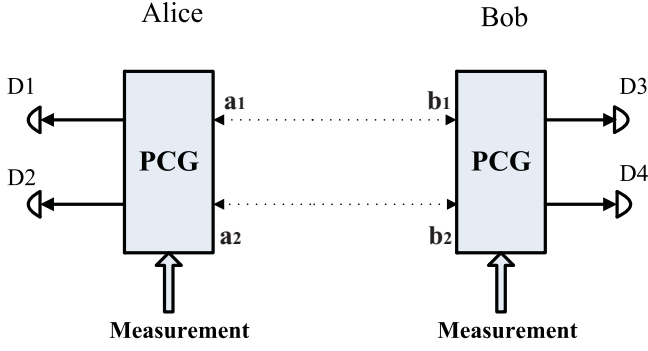 Alice Bob
D1 a1 b1 D3
PCG PCG
D2 D4
a2 b2
Measurement Measurement